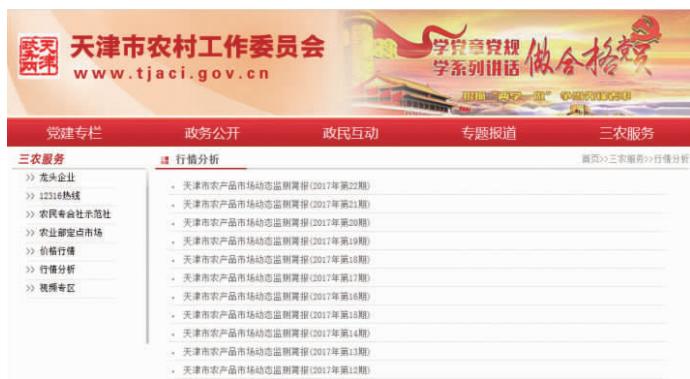 天津政务
天津市农村工作委员会
www.tjaci.gov.cn
学党章党规
学系列讲话
做合格党员
党建专栏 政务公开 政民互动 专题报道 三农服务
三农服务
>> 龙头企业
>> 12316热线
>> 农民专合社示范社
>> 农业部定点市场
>> 价格行情
>> 行情分析
>> 视频专区
行情分析
首页>>三农服务>>行情分析
天津市农产品市场动态监测简报(2017年第22期)
天津市农产品市场动态监测简报(2017年第21期)
天津市农产品市场动态监测简报(2017年第20期)
天津市农产品市场动态监测简报(2017年第19期)
天津市农产品市场动态监测简报(2017年第18期)
天津市农产品市场动态监测简报(2017年第17期)
天津市农产品市场动态监测简报(2017年第16期)
天津市农产品市场动态监测简报(2017年第15期)
天津市农产品市场动态监测简报(2017年第14期)
天津市农产品市场动态监测简报(2017年第13期)
天津市农产品市场动态监测简报(2017年第12期)